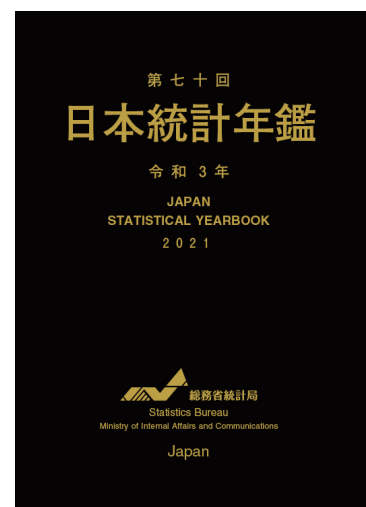 第七十回
日本統計年鑑
令和3年
JAPAN
STATISTICAL YEARBOOK
2021
総務省統計局
Statistics Bureau
Ministry of Internal Affairs and Communications
Japan